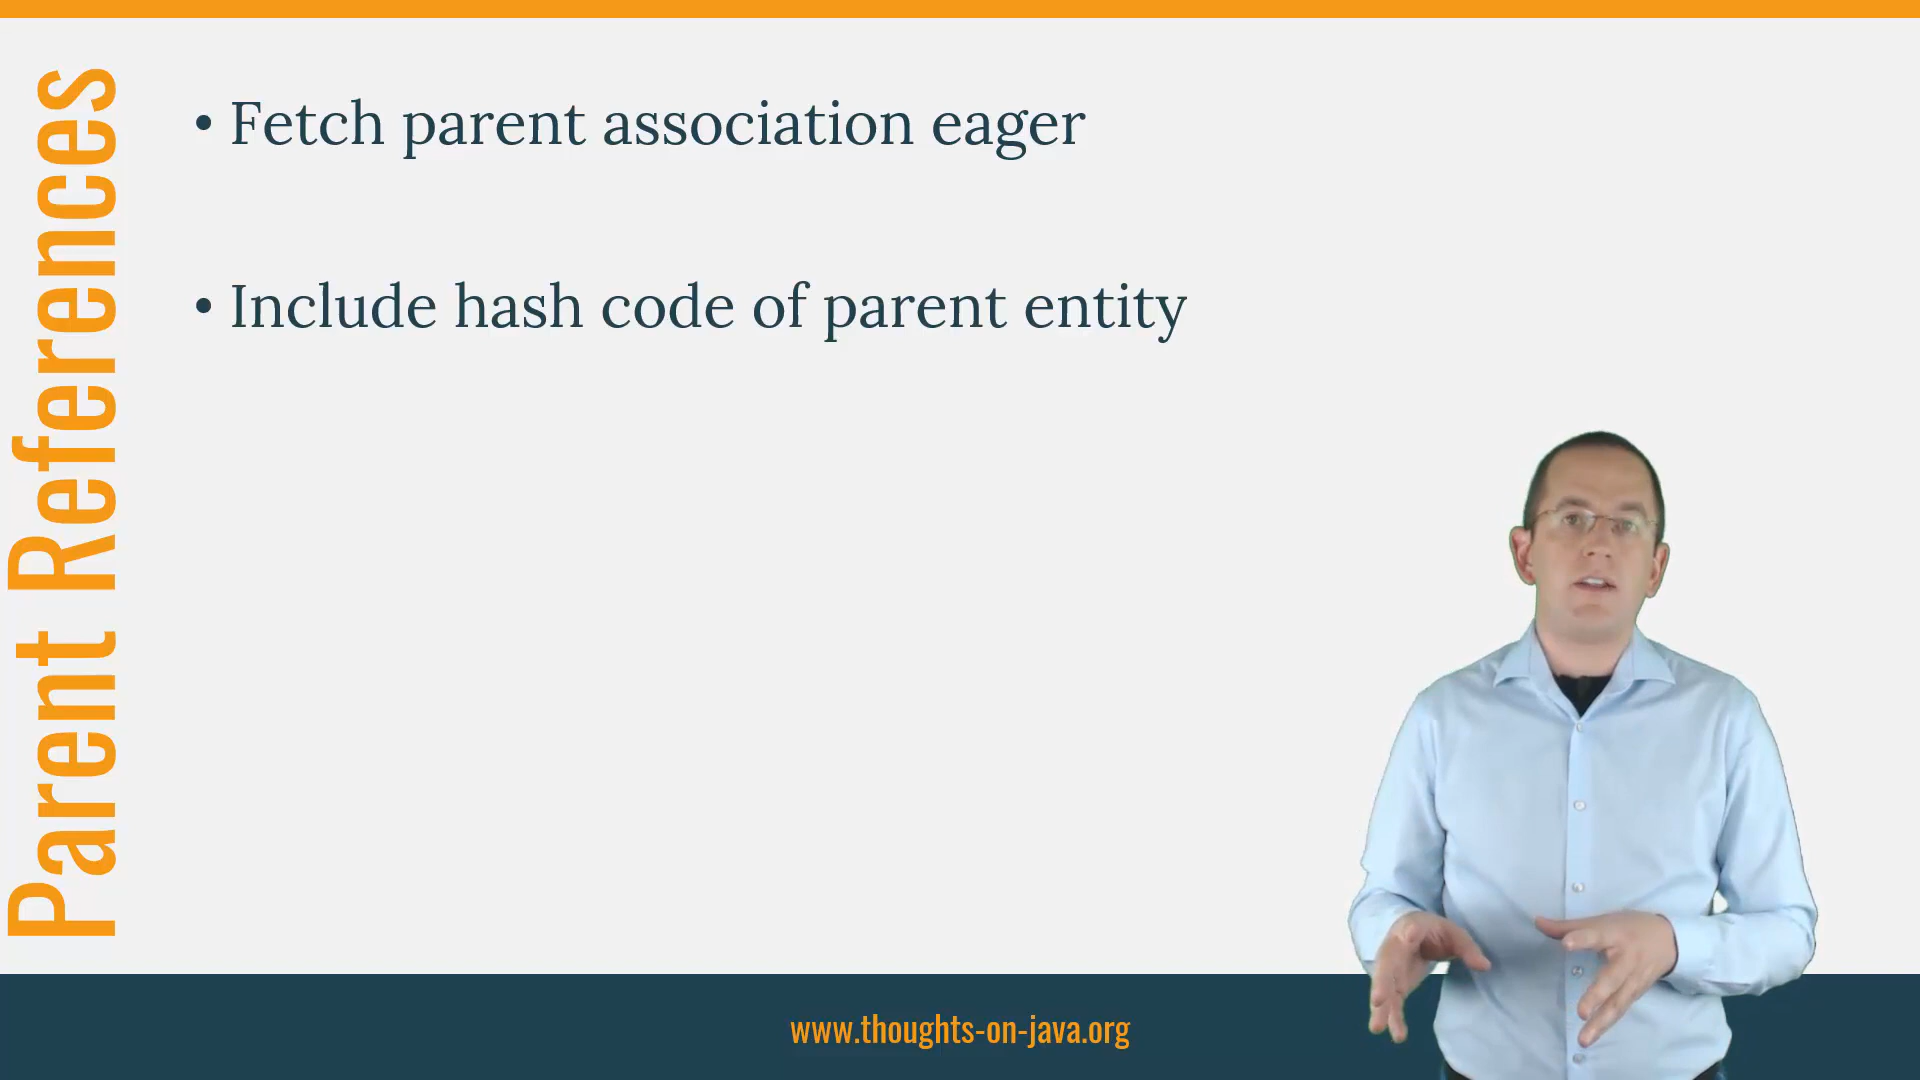 Parent References
• Fetch parent association eager
• Include hash code of parent entity
www.thoughts-on-java.org